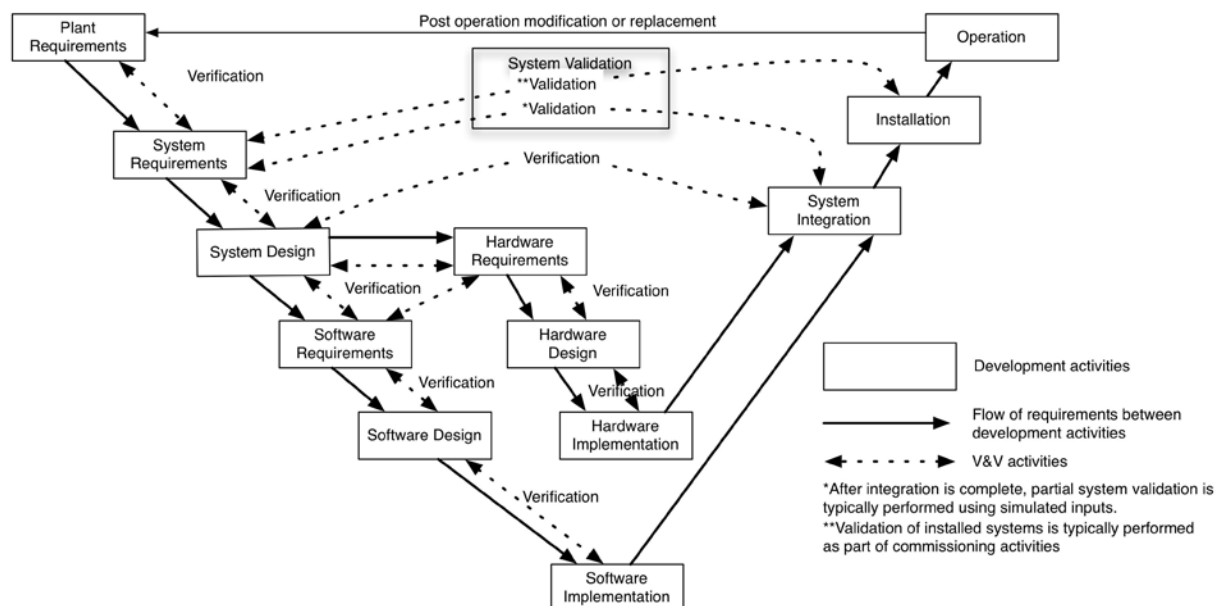 Post operation modification or replacement
Plant
Requirements
Operation
Verification
System Validation
**Validation
*Validation
Installation
System
Requirements
Verification
Verification
System
Integration
System Design
Hardware
Requirements
Verification
Verification
Software
Requirements
Hardware
Design
Verification
Verification
Software Design
Hardware
Implementation
Verification
Software
Implementation
Development activities
Flow of requirements between
development activities
V&V activities
*After integration is complete, partial system validation is
typically performed using simulated inputs.
**Validation of installed systems is typically performed
as part of commissioning activities